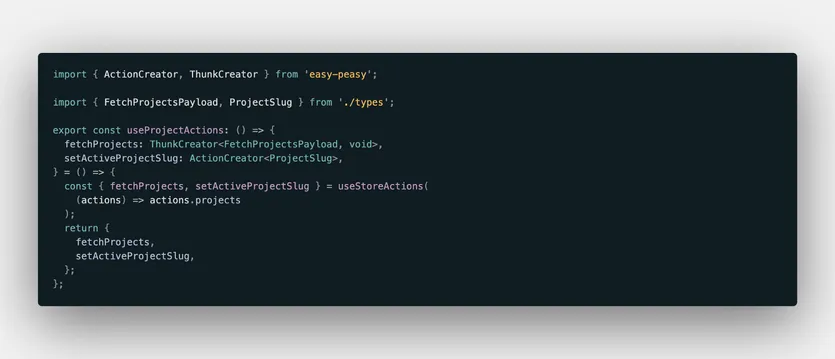 import { ActionCreator, ThunkCreator } from 'easy-peasy';
import { FetchProjectsPayload, ProjectSlug } from './types';
export const useProjectActions: () => {
  fetchProjects: ThunkCreator<FetchProjectsPayload, void>,
  setActiveProjectSlug: ActionCreator<ProjectSlug>,
} = () => {
  const { fetchProjects, setActiveProjectSlug } = useStoreActions(
    (actions) => actions.projects
  );
  return {
    fetchProjects,
    setActiveProjectSlug,
  };
};